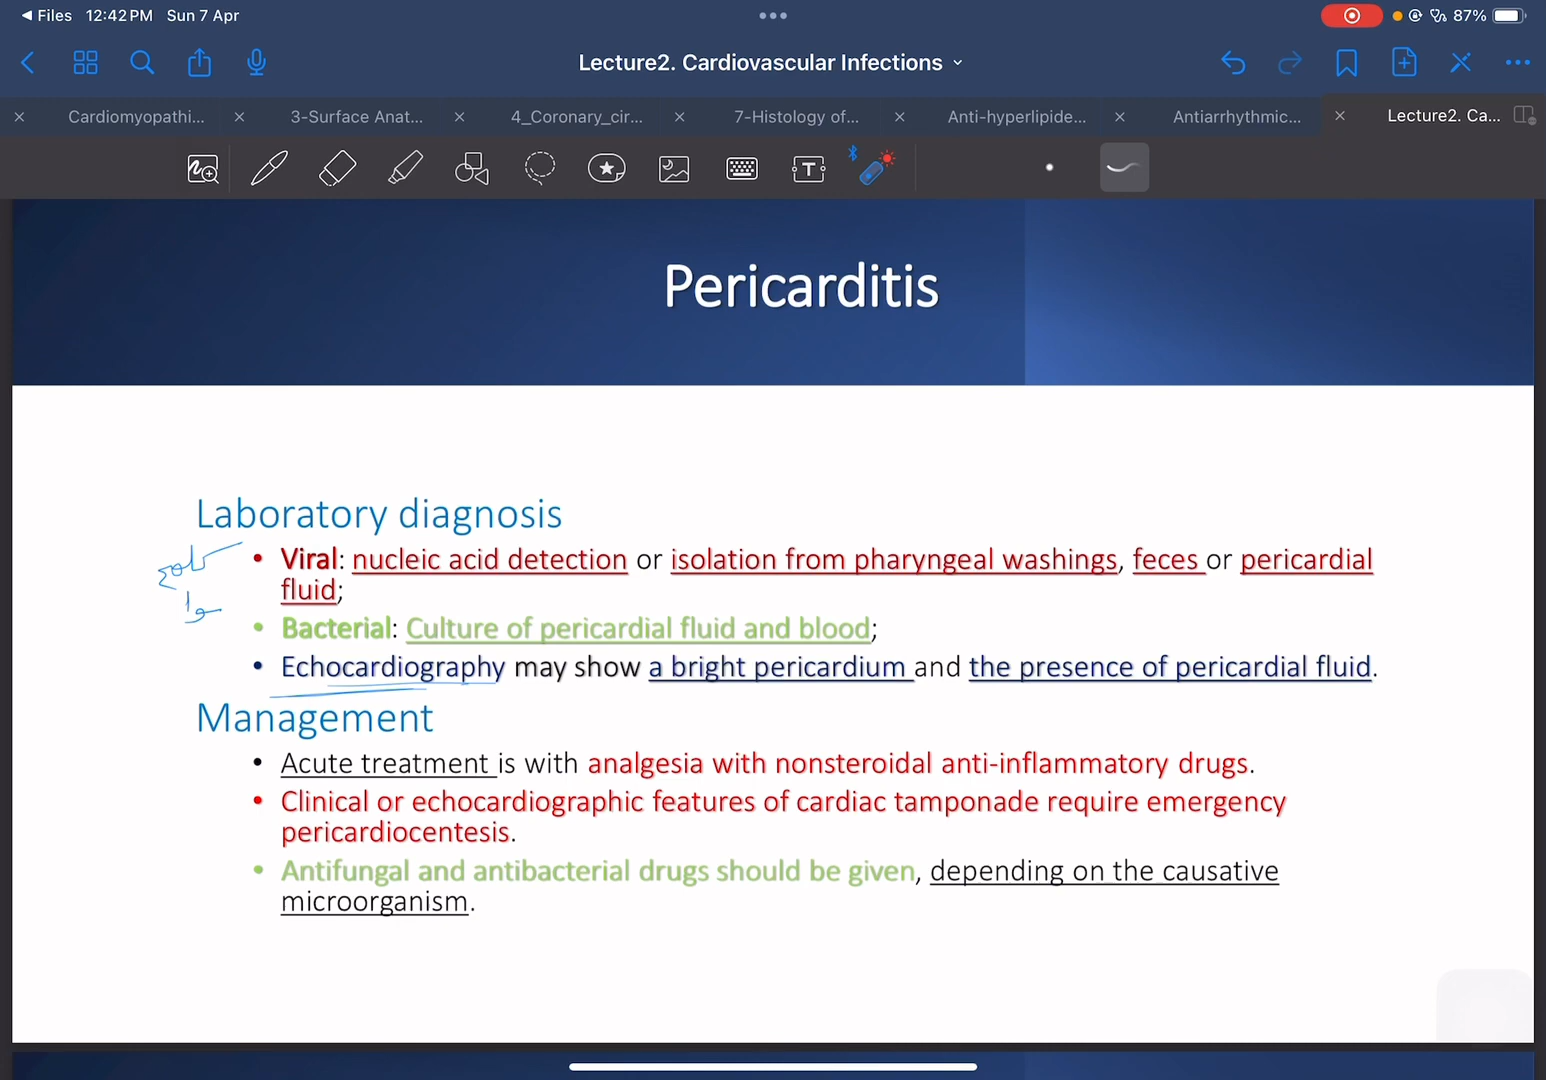 Files 12:42 PM Sun 7 Apr 87%
Lecture2. Cardiovascular Infections
Cardiomyopathi... 3-Surface Anat... 4_Coronary_cir... 7-Histology of... Anti-hyperlipide... Antiarrhythmic... Lecture2. Ca...
T
Pericarditis
Laboratory diagnosis
• Viral: nucleic acid detection or isolation from pharyngeal washings, feces or pericardial
fluid;
• Bacterial: Culture of pericardial fluid and blood;
• Echocardiography may show a bright pericardium and the presence of pericardial fluid.
Management
• Acute treatment is with analgesia with nonsteroidal anti-inflammatory drugs.
• Clinical or echocardiographic features of cardiac tamponade require emergency
pericardiocentesis.
• Antifungal and antibacterial drugs should be given, depending on the causative
microorganism.